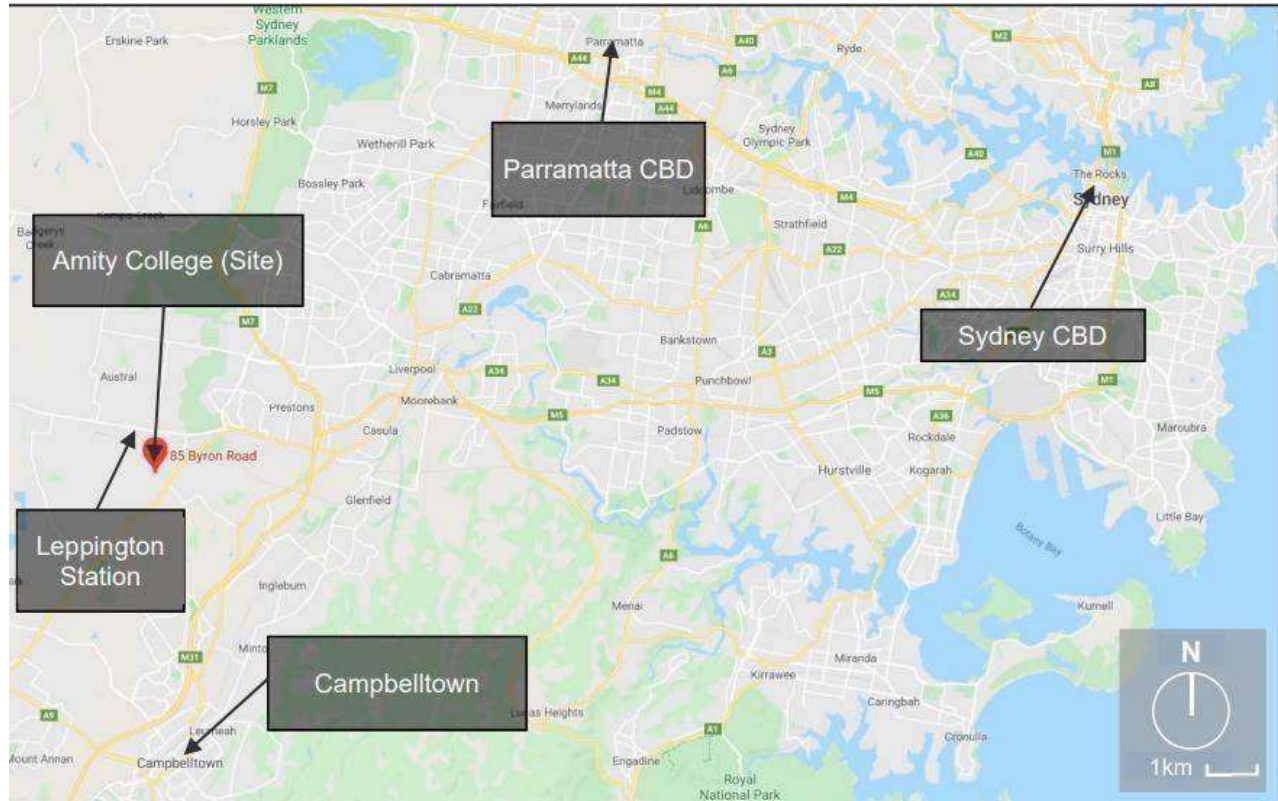 Western
Sydney
Parklands
Erskine Park
Parramatta
A40
Ryde
M2
A44
A6
A8
M7
M4
Merrylands
A44
Horsley Park
Sydney
Olympic Park
Wetherill Park
A40
M1
Parramatta CBD
The Rocks
Bossley Park
Lidcombe
Sydney
Fairfield
M4
A6
Strathfield
Amity College (Site)
A22
Surry Hills
Cabramatta
A34
A22
M7
Sydney CBD
Bankstown
A3
Liverpool
A34
A34
Punchbowl
Austral
M5
M1
Prestons
Moorebank
M5
A36
Casula
Padstow
Rockdale
Maroubra
85 Byron Road
Hurstville
Kogarah
Glenfield
Little Bay
Leppington
Station
Botany Bay
A6
Ingleburn
Menai
Kurnell
Minto
M31
Miranda
N
Campbelltown
Kirrawee
Caringbah
Lucas Heights
A9
A1
Leumeah
Cronulla
Mount Annan
Campbelltown
Engadine
1km
Royal
National Park